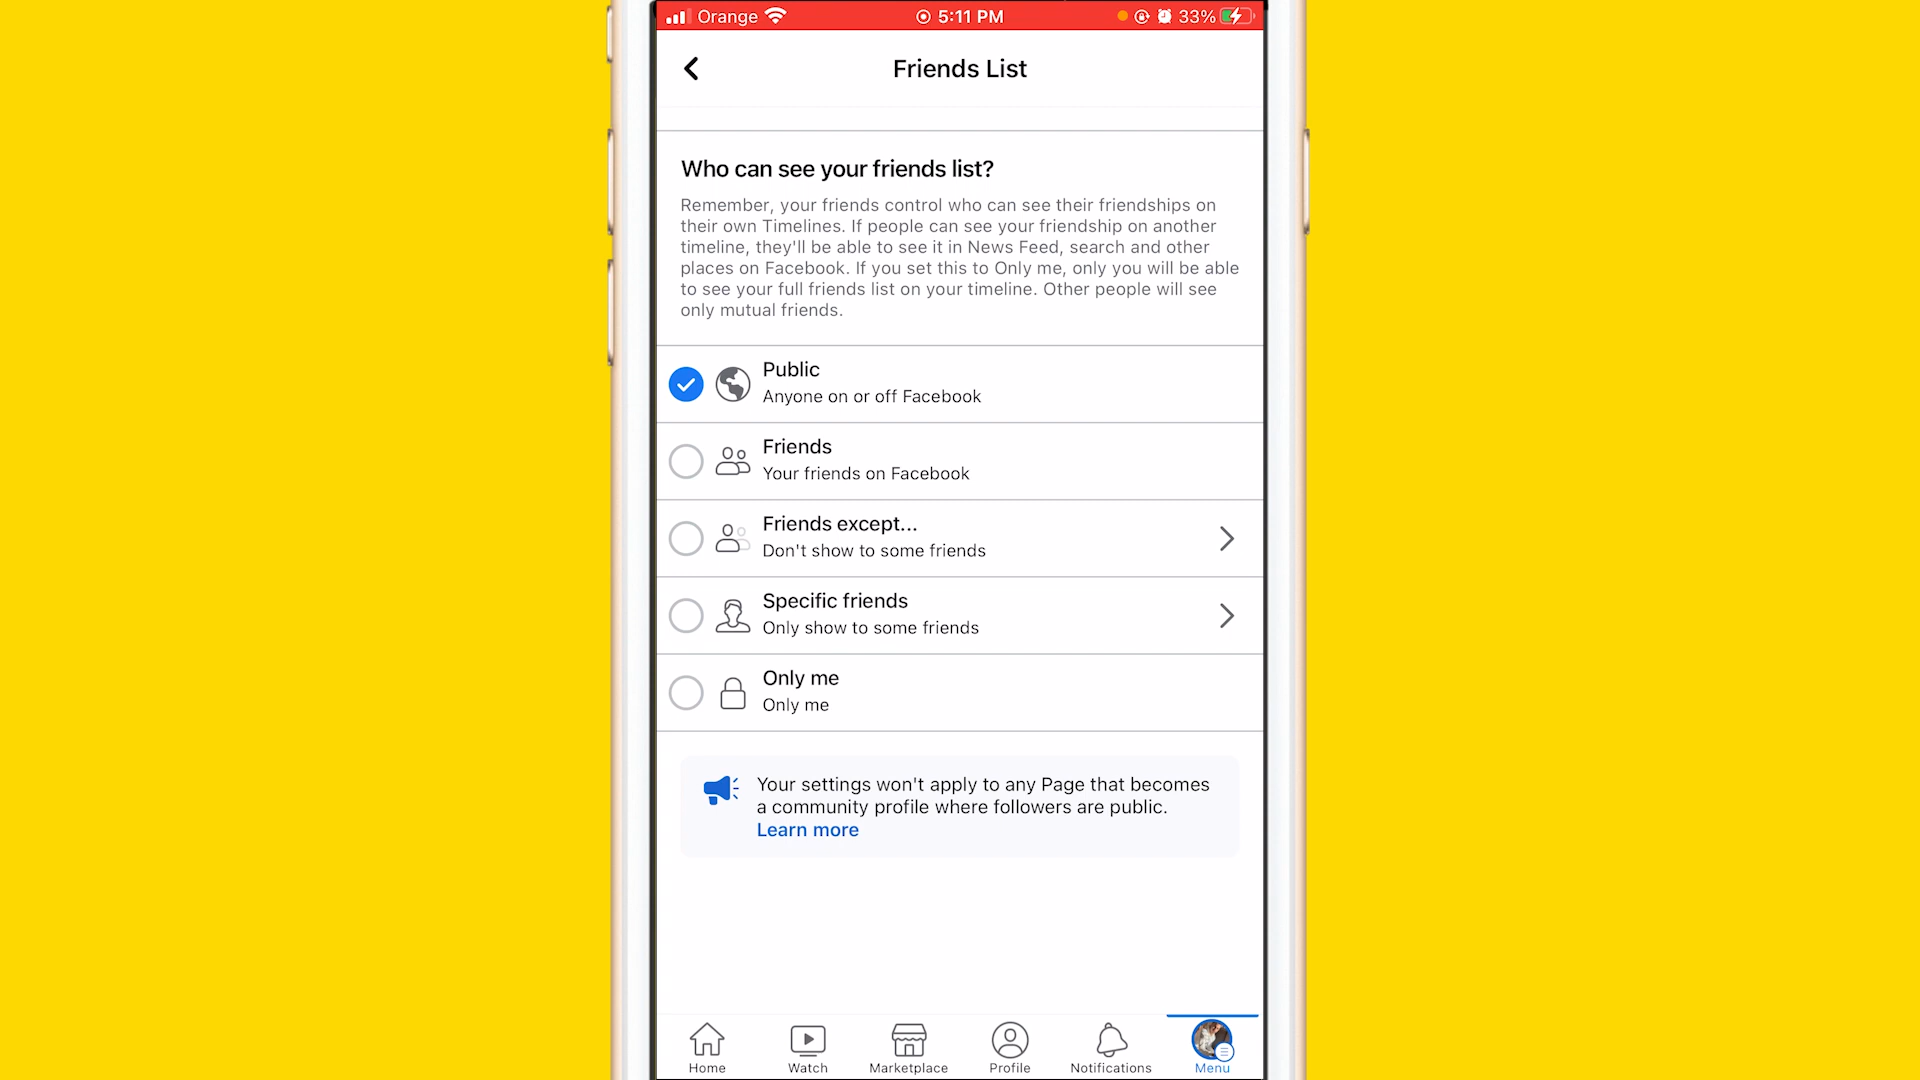 Orange 5:11 PM 33%
Friends List
Who can see your friends list?
Remember, your friends control who can see their friendships on
their own Timelines. If people can see your friendship on another
timeline, they'll be able to see it in News Feed, search and other
places on Facebook. If you set this to Only me, only you will be able
to see your full friends list on your timeline. Other people will see
only mutual friends.
Public
Anyone on or off Facebook
Friends
Your friends on Facebook
Friends except...
Don't show to some friends
Specific friends
Only show to some friends
Only me
Only me
Your settings won't apply to any Page that becomes
a community profile where followers are public.
Learn more
Home Watch Marketplace Profile Notifications Menu